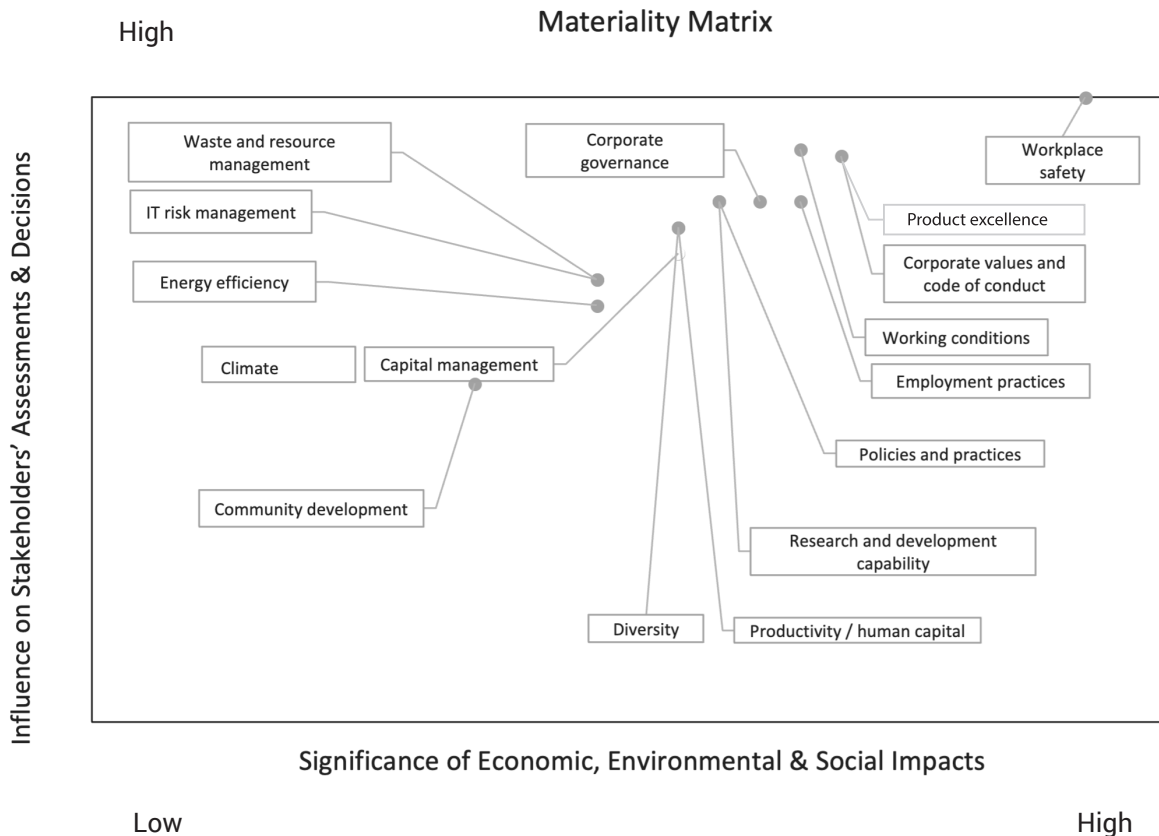 High
Materiality Matrix
Influence on Stakeholders' Assessments & Decisions
Waste and resource
management
Corporate
governance
Workplace
safety
IT risk management
Product excellence
Energy efficiency
Corporate values and
code of conduct
Working conditions
Climate
Capital management
Employment practices
Policies and practices
Community development
Research and development
capability
Diversity
Productivity / human capital
Significance of Economic, Environmental & Social Impacts
Low
High